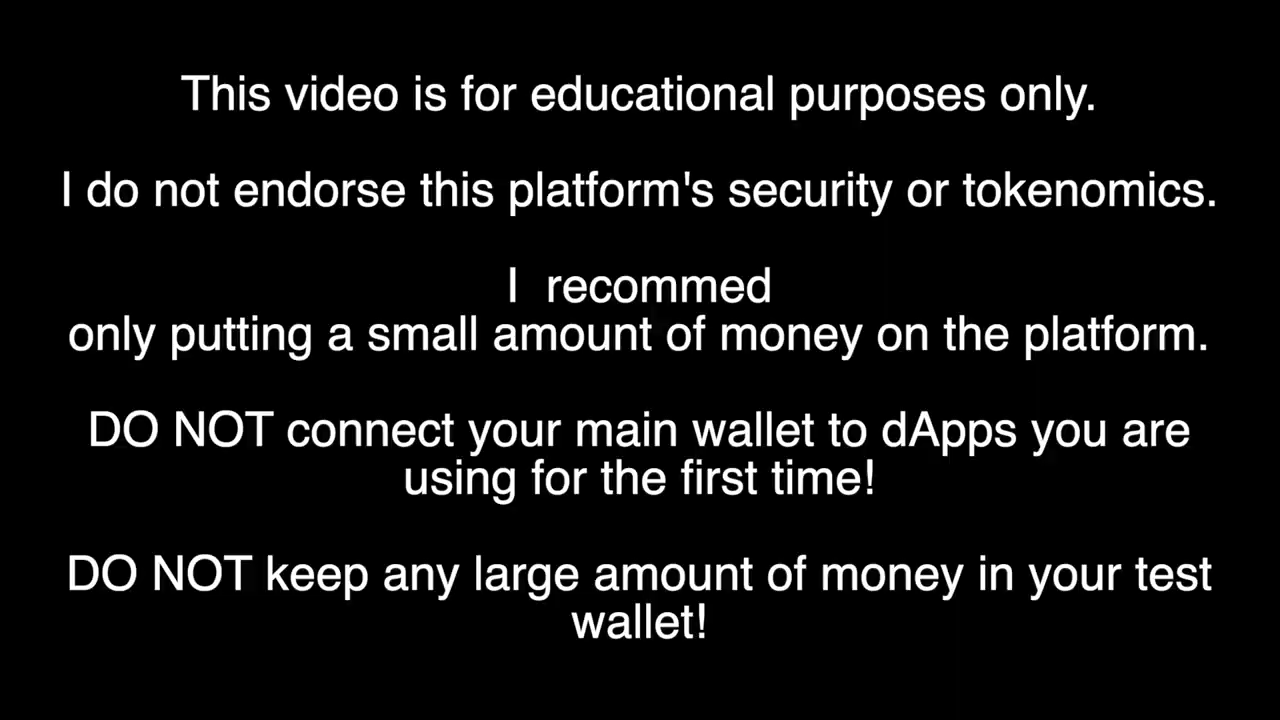 This video is for educational purposes only.
I do not endorse this platform's security or tokenomics.
I  recommed
only putting a small amount of money on the platform.
DO NOT connect your main wallet to dApps you are
using for the first time!
DO NOT keep any large amount of money in your test
wallet!